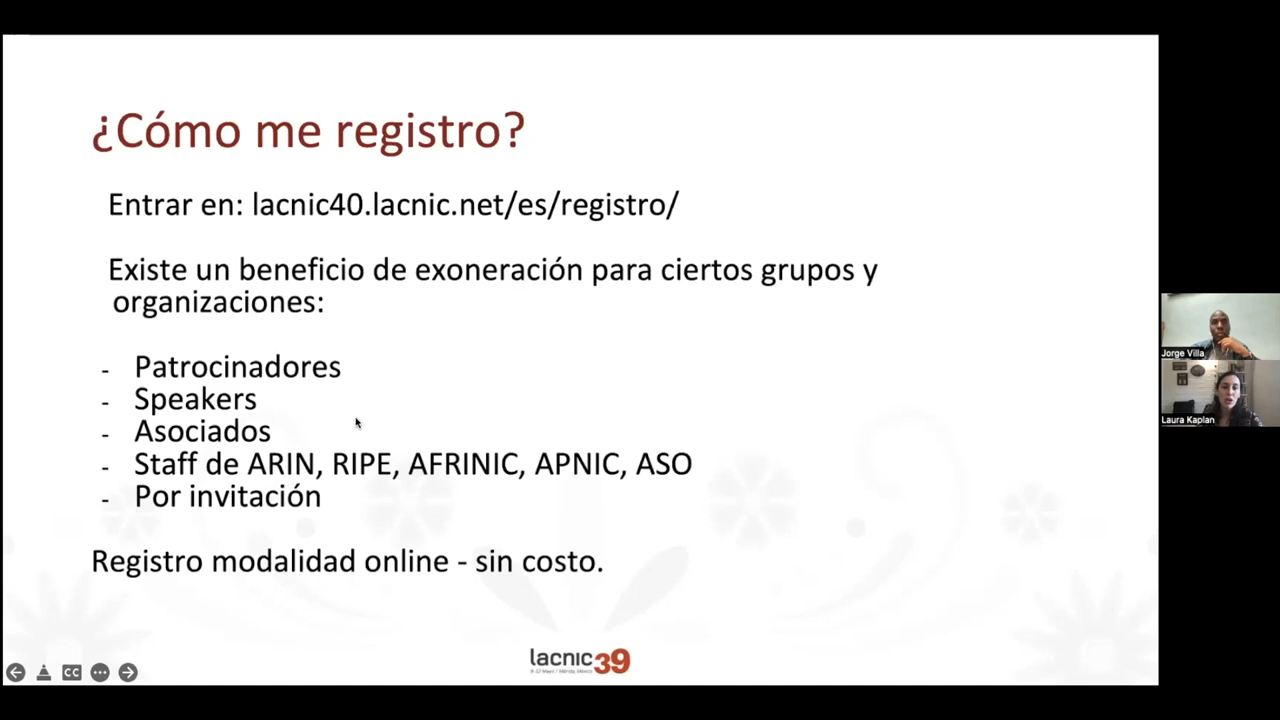 ¿Cómo me registro?
Entrar en: lacnic40.lacnic.net/es/registro/
Existe un beneficio de exoneración para ciertos grupos y
organizaciones:
- Patrocinadores
- Speakers
- Asociados
- Staff de ARIN, RIPE, AFRINIC, APNIC, ASO
- Por invitación
Registro modalidad online - sin costo.
lacnic39
Jorge Villa
Laura Kaplan
CC